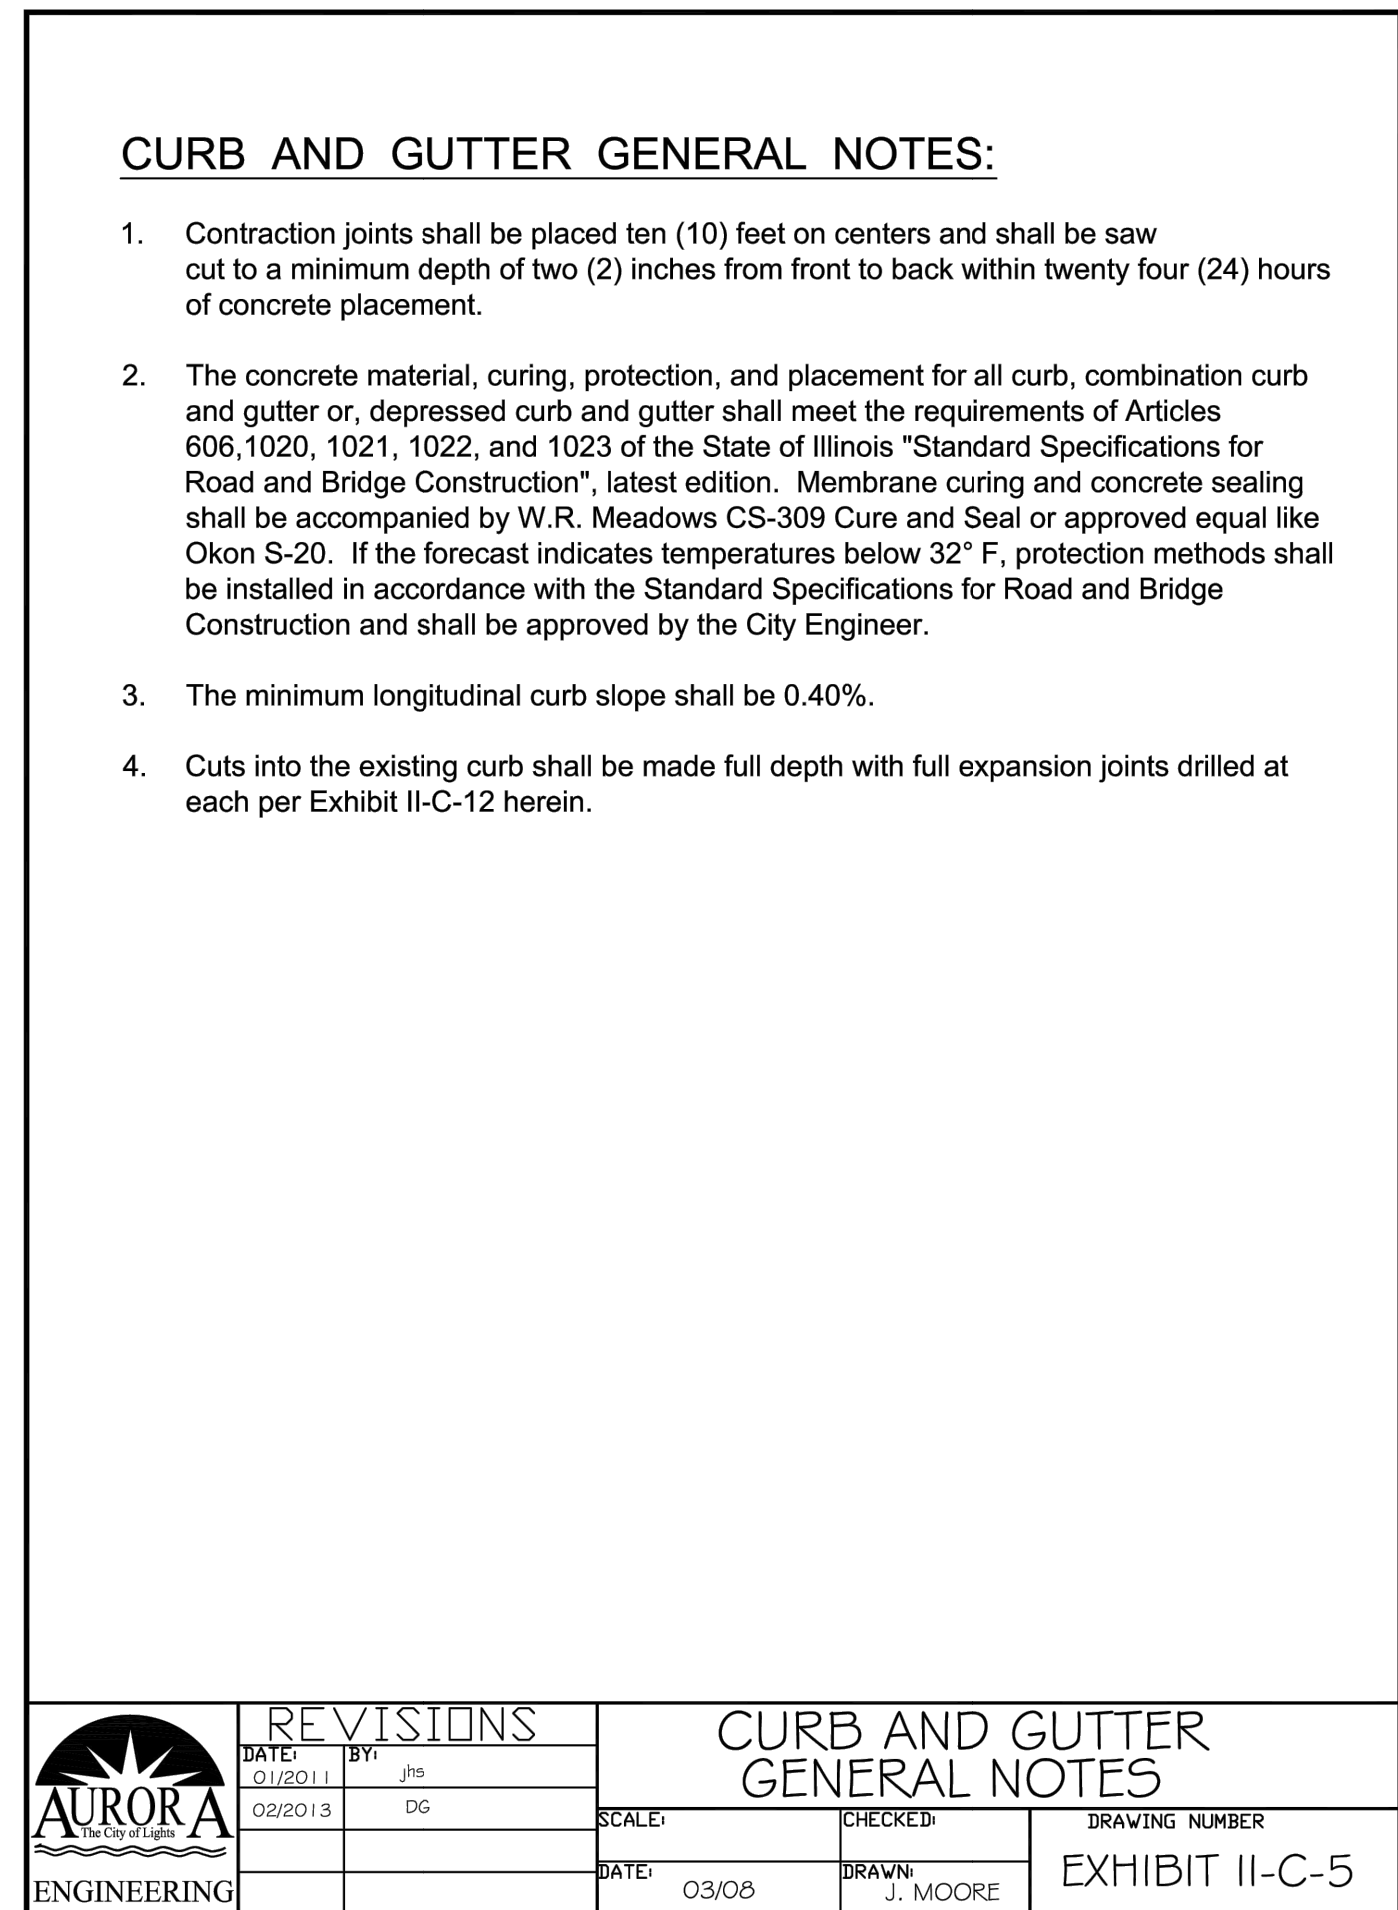 CURB AND GUTTER GENERAL NOTES:
1. Contraction joints shall be placed ten (10) feet on centers and shall be saw
cut to a minimum depth of two (2) inches from front to back within twenty four (24) hours
of concrete placement.
2. The concrete material, curing, protection, and placement for all curb, combination curb
and gutter or, depressed curb and gutter shall meet the requirements of Articles
606,1020, 1021, 1022, and 1023 of the State of Illinois "Standard Specifications for
Road and Bridge Construction", latest edition. Membrane curing and concrete sealing
shall be accompanied by W.R. Meadows CS-309 Cure and Seal or approved equal like
Okon S-20. If the forecast indicates temperatures below 32° F, protection methods shall
be installed in accordance with the Standard Specifications for Road and Bridge
Construction and shall be approved by the City Engineer.
3. The minimum longitudinal curb slope shall be 0.40%.
4. Cuts into the existing curb shall be made full depth with full expansion joints drilled at
each per Exhibit II-C-12 herein.
AURORA
The City of Lights
ENGINEERING
REVISIONS
DATE: BY:
01/2011 jhs
02/2013 DG
CURB AND GUTTER
GENERAL NOTES
SCALE:
CHECKED:
DATE: 03/08
DRAWN: J. MOORE
DRAWING NUMBER
EXHIBIT II-C-5